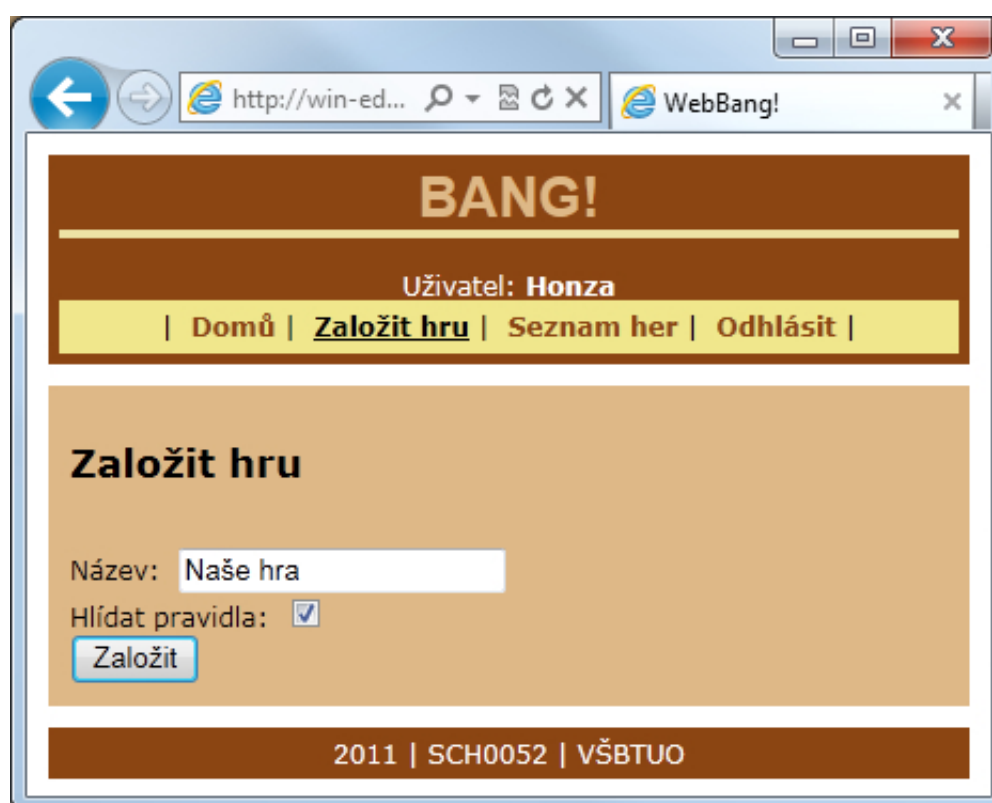 http://win-ed...
WebBang!
BANG!
Uživatel: Honza
| Domů | Založit hru | Seznam her | Odhlásit |
Založit hru
Název: Naše hra
Hlídat pravidla:
Založit
2011 | SCH0052 | VŠBTUO